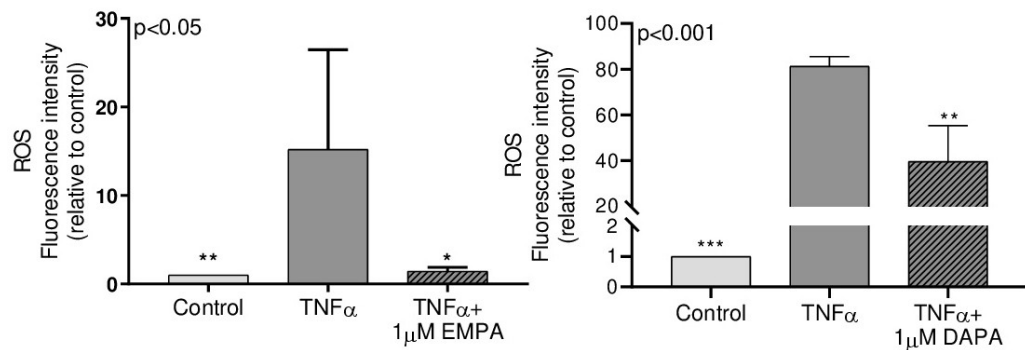 p<0.05
ROS
Fluorescence intensity
(relative to control)
30
20
10
0
**
*
Control
TNFα
TNFα+
1μM EMPA
p<0.001
ROS
Fluorescence intensity
(relative to control)
100
80
60
40
20
2
1
0
***
**
Control
TNFα
TNFα+
1μM DAPA